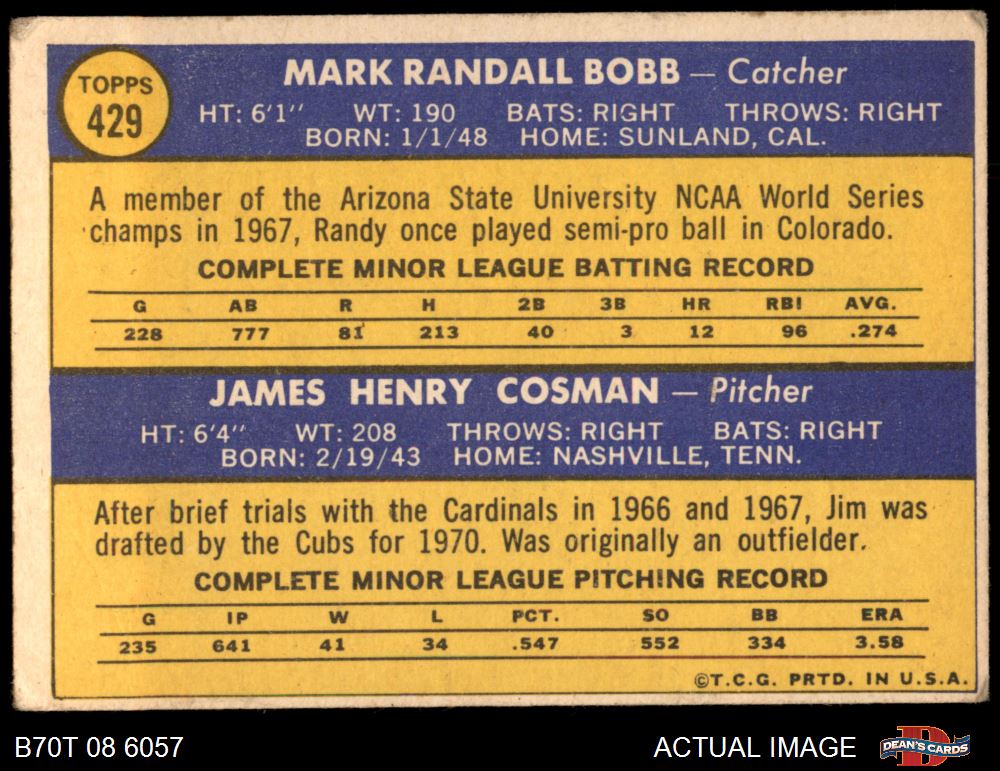 TOPPS
429
MARK RANDALL BOBB — Catcher
HT: 6'1" WT: 190 BATS: RIGHT THROWS: RIGHT
BORN: 1/1/48 HOME: SUNLAND, CAL.
A member of the Arizona State University NCAA World Series
champs in 1967, Randy once played semi-pro ball in Colorado.
COMPLETE MINOR LEAGUE BATTING RECORD
G AB R H 2B 3B HR RBI AVG.
228 777 81 213 40 3 12 96 .274
JAMES HENRY COSMAN — Pitcher
HT: 6'4" WT: 208 THROWS: RIGHT BATS: RIGHT
BORN: 2/19/43 HOME: NASHVILLE, TENN.
After brief trials with the Cardinals in 1966 and 1967, Jim was
drafted by the Cubs for 1970. Was originally an outfielder.
COMPLETE MINOR LEAGUE PITCHING RECORD
G IP W L PCT. SO BB ERA
235 641 41 34 .547 552 334 3.58
©T.C.G. PRTD. IN U.S.A.
B70T 08 6057
ACTUAL IMAGE
DEAN'S CARDS